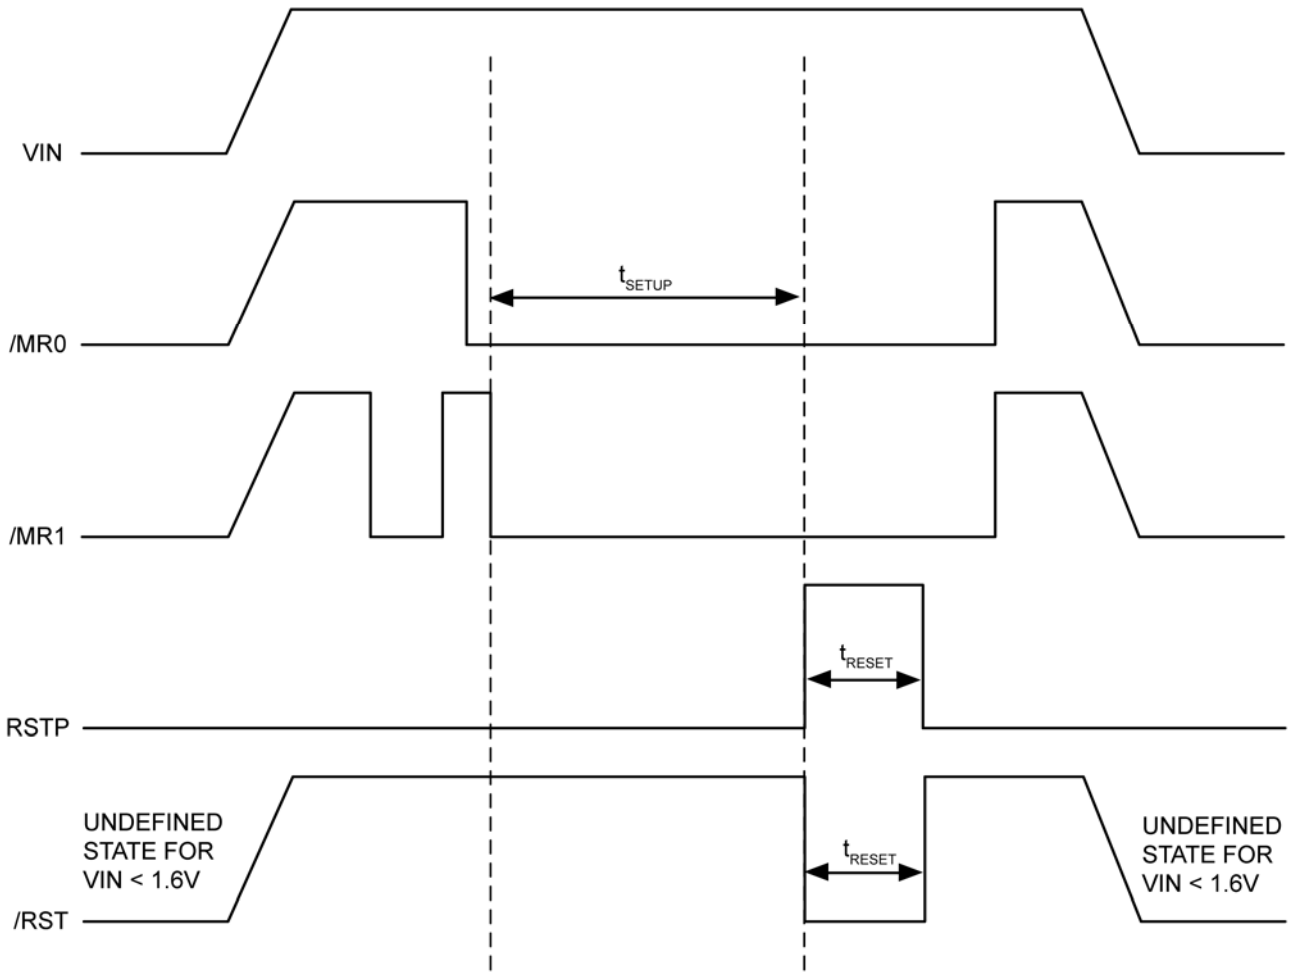 VIN
tSETUP
/MR0
/MR1
tRESET
RSTP
UNDEFINED
STATE FOR
VIN < 1.6V
tRESET
UNDEFINED
STATE FOR
VIN < 1.6V
/RST